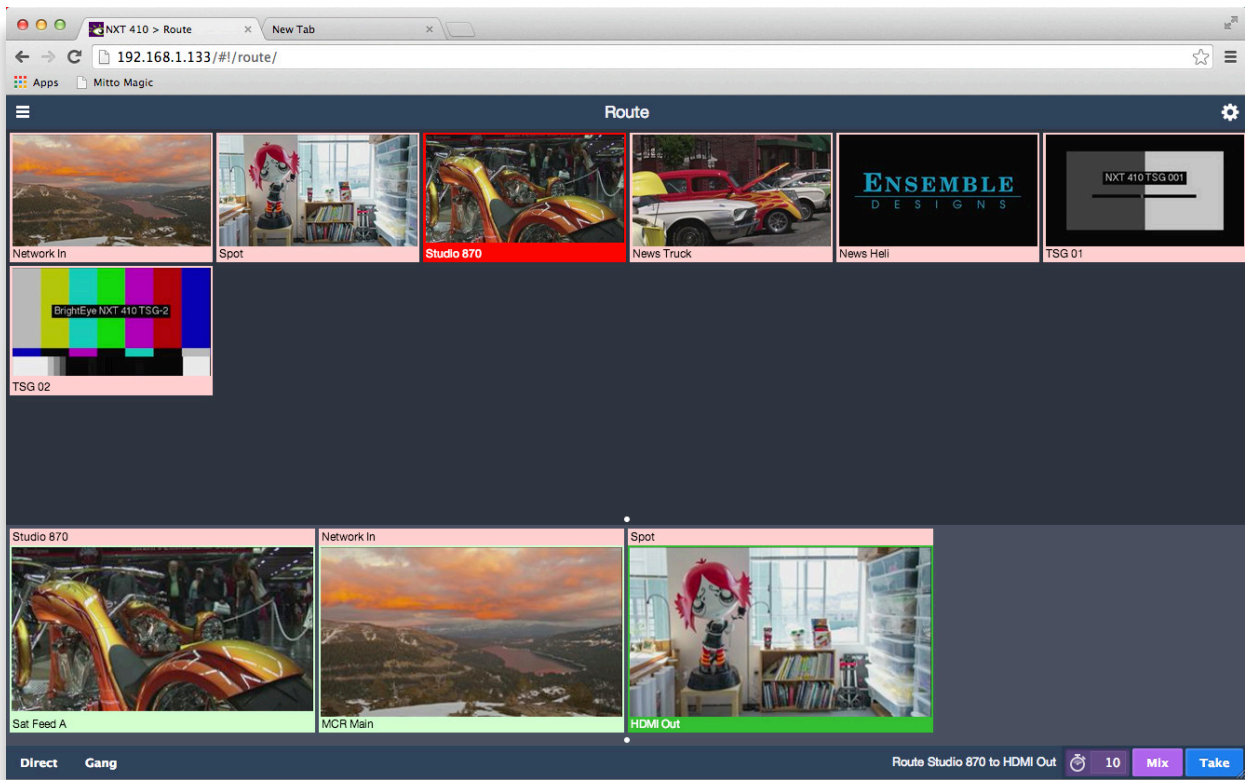 NXT 410 > Route
New Tab
192.168.1.133/#!/route/
Apps
Mitto Magic
Route
ENSEMBLE
DESIGNS
NXT 410 TSG 001
Network In
Spot
Studio 870
News Truck
News Heli
TSG 01
BrightEye NXT 410 TSG-2
TSG 02
Studio 870
Network In
Spot
Sat Feed A
MCR Main
HDMI Out
Direct
Gang
Route Studio 870 to HDMI Out
10
Mix
Take